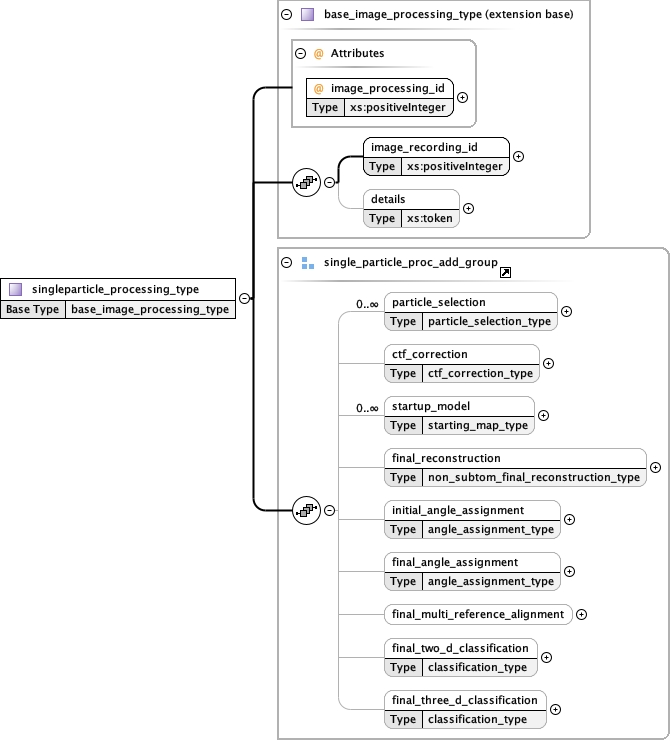 base_image_processing_type (extension base)
@ Attributes
@ image_processing_id
Type xs:positiveInteger
image_recording_id
Type xs:positiveInteger
details
Type xs:token
singleparticle_processing_type
Base Type base_image_processing_type
single_particle_proc_add_group
0..∞ particle_selection
Type particle_selection_type
ctf_correction
Type ctf_correction_type
0..∞ startup_model
Type starting_map_type
final_reconstruction
Type non_subtom_final_reconstruction_type
initial_angle_assignment
Type angle_assignment_type
final_angle_assignment
Type angle_assignment_type
final_multi_reference_alignment
final_two_d_classification
Type classification_type
final_three_d_classification
Type classification_type